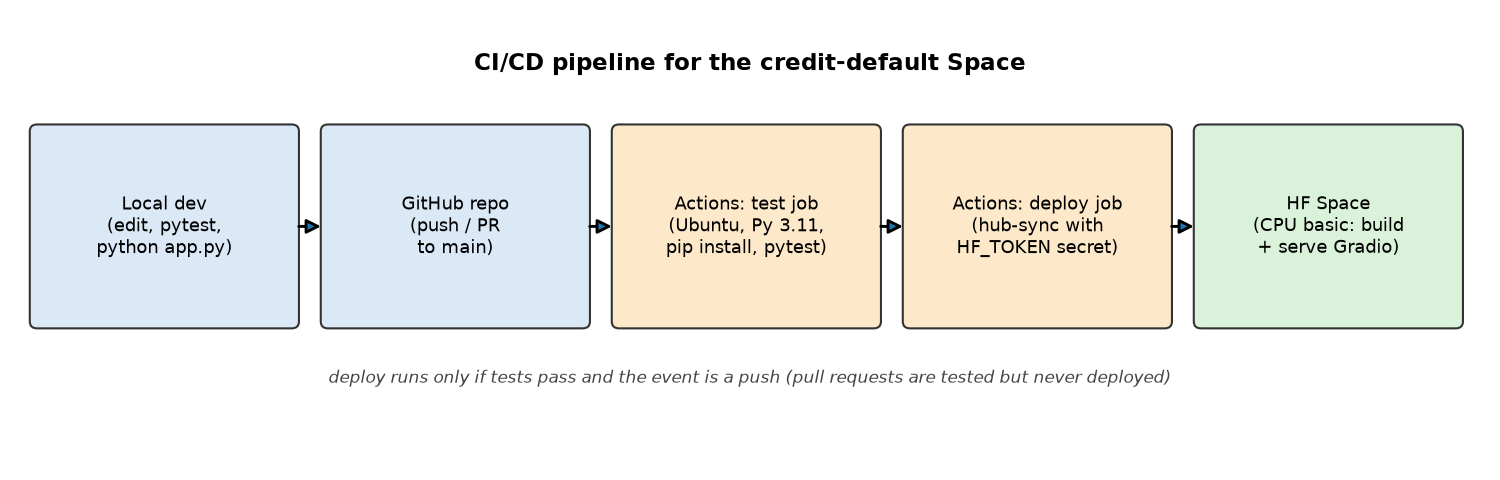 CI/CD pipeline for the credit-default Space
Local dev
(edit, pytest,
python app.py)
GitHub repo
(push / PR
to main)
Actions: test job
(Ubuntu, Py 3.11,
pip install, pytest)
Actions: deploy job
(hub-sync with
HF_TOKEN secret)
HF Space
(CPU basic: build
+ serve Gradio)
deploy runs only if tests pass and the event is a push (pull requests are tested but never deployed)